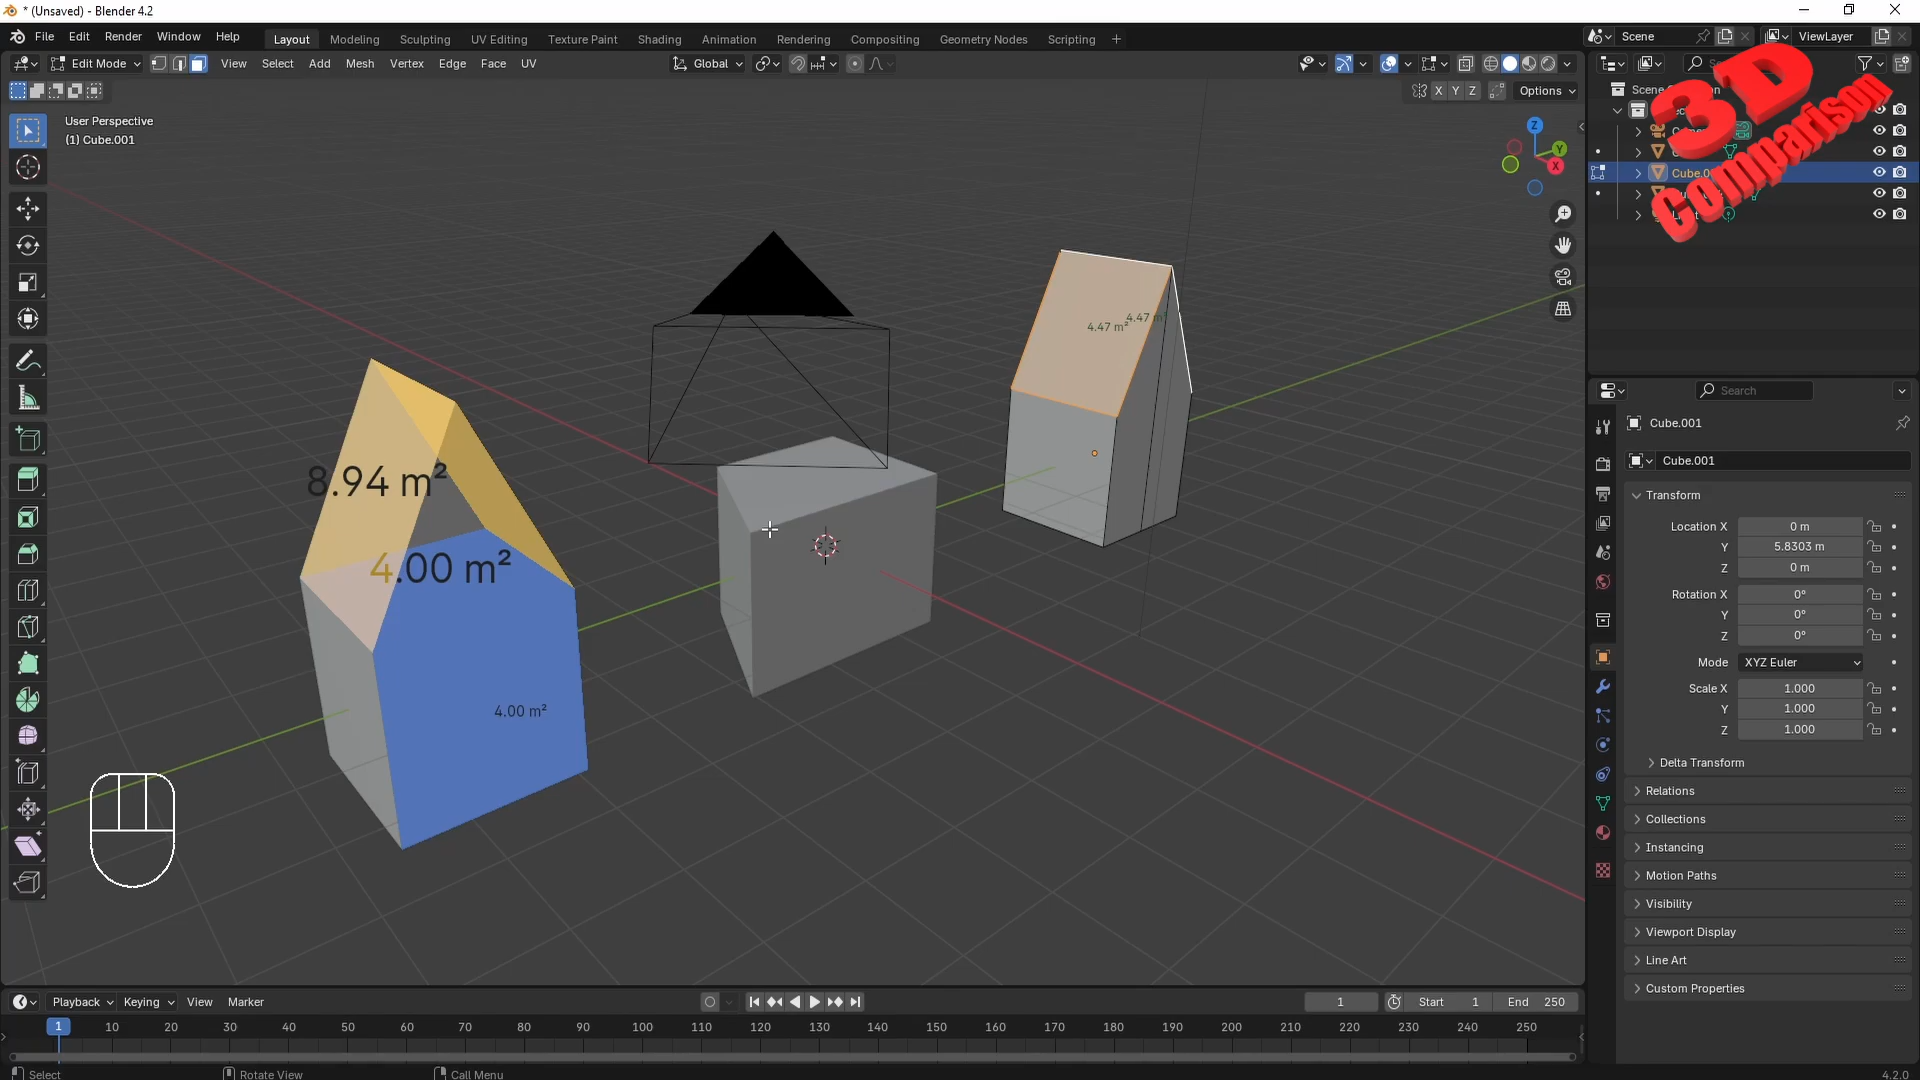 * (Unsaved) - Blender 4.2
File Edit Render Window Help
Layout Modeling Sculpting UV Editing Texture Paint Shading Animation Rendering Compositing Geometry Nodes Scripting +
Scene
ViewLayer
Edit Mode View Select Add Mesh Vertex Edge Face UV
Global
X Y Z Options
User Perspective
(1) Cube.001
Z
Y
X
3D
Comparison
8.94 m²
4.00 m²
4.00 m²
4.47 m²
4.47 m²
Search
Cube.001
Cube.001
Transform
Location X 0 m
Y 5.8303 m
Z 0 m
Rotation X 0°
Y 0°
Z 0°
Mode XYZ Euler
Scale X 1.000
Y 1.000
Z 1.000
Delta Transform
Relations
Collections
Instancing
Motion Paths
Visibility
Viewport Display
Line Art
Custom Properties
Playback Keying View Marker
1
Start 1
End 250
1 10 20 30 40 50 60 70 80 90 100 110 120 130 140 150 160 170 180 190 200 210 220 230 240 250
Select Rotate View Call Menu
4.2.0